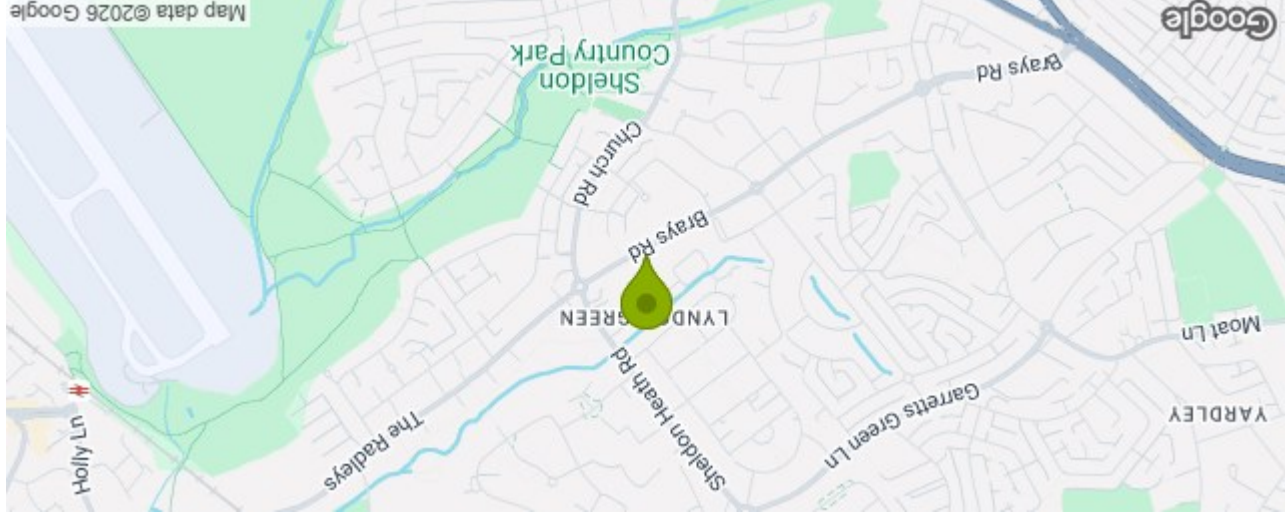 Moat Ln
YARDLEY
Garretts Green Ln
Sheldon Heath Rd
The Radleys
Holly Ln
LYND
GREEN
Brays Rd
Church Rd
Brays Rd
Sheldon
Country Park
Google
Map data ©2026 Google